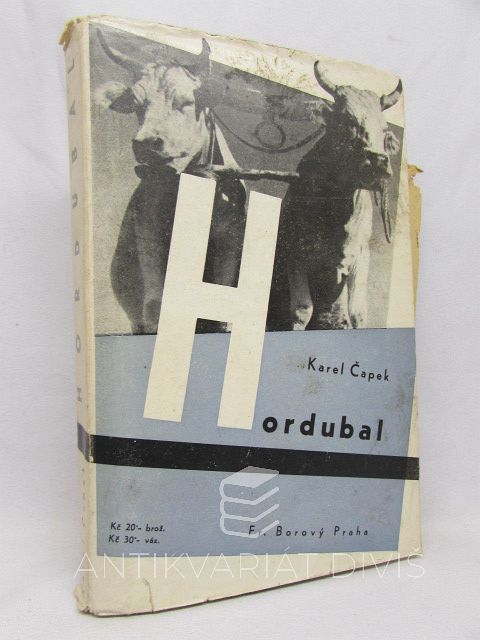 HORDUBAL
Karel Čapek
Hordubal
Kč 20'- brož.
Kč 30'- váz.
Fr. Borový Praha
ANTIKVARIÁT DIVIŠ